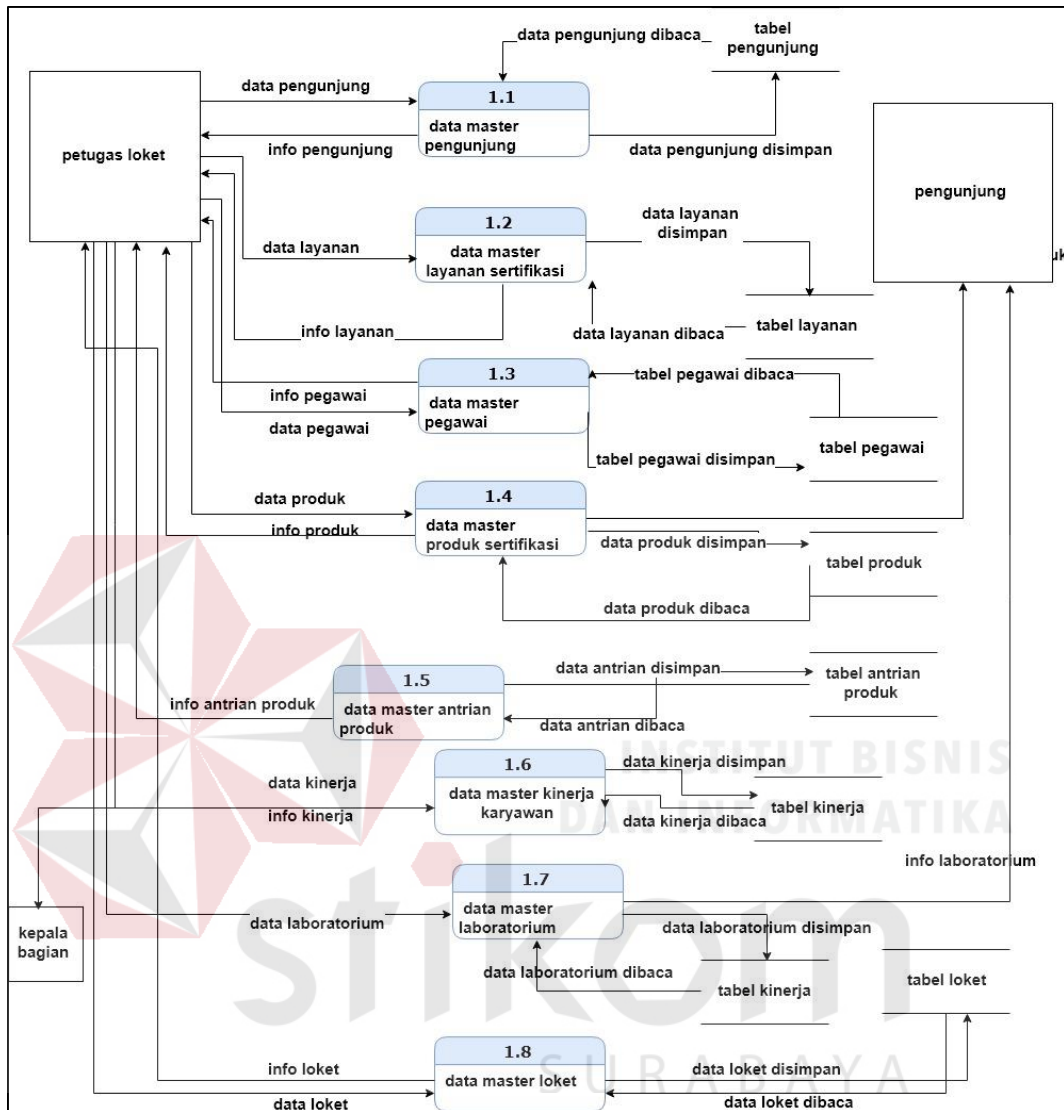 data pengunjung dibaca
tabel
pengunjung
petugas loket
data pengunjung
info pengunjung
1.1
data master
pengunjung
data pengunjung disimpan
pengunjung
uk
1.2
data master
layanan sertifikasi
data layanan
info layanan
data layanan
disimpan
data layanan dibaca
tabel layanan
1.3
data master
pegawai
info pegawai
data pegawai
tabel pegawai dibaca
tabel pegawai disimpan
tabel pegawai
1.4
data master
produk sertifikasi
data produk
info produk
data produk disimpan
data produk dibaca
tabel produk
1.5
data master antrian
produk
info antrian produk
data antrian disimpan
data antrian dibaca
tabel antrian
produk
1.6
data master kinerja
karyawan
data kinerja
info kinerja
data kinerja disimpan
data kinerja dibaca
tabel kinerja
info laboratorium
1.7
data master
laboratorium
kepala
bagian
data laboratorium
data laboratorium disimpan
data laboratorium dibaca
tabel kinerja
tabel loket
1.8
data master loket
info loket
data loket
data loket disimpan
data loket dibaca
INSTITUT BISNIS
DAN INFORMATIKA
stikom
SURABAYA